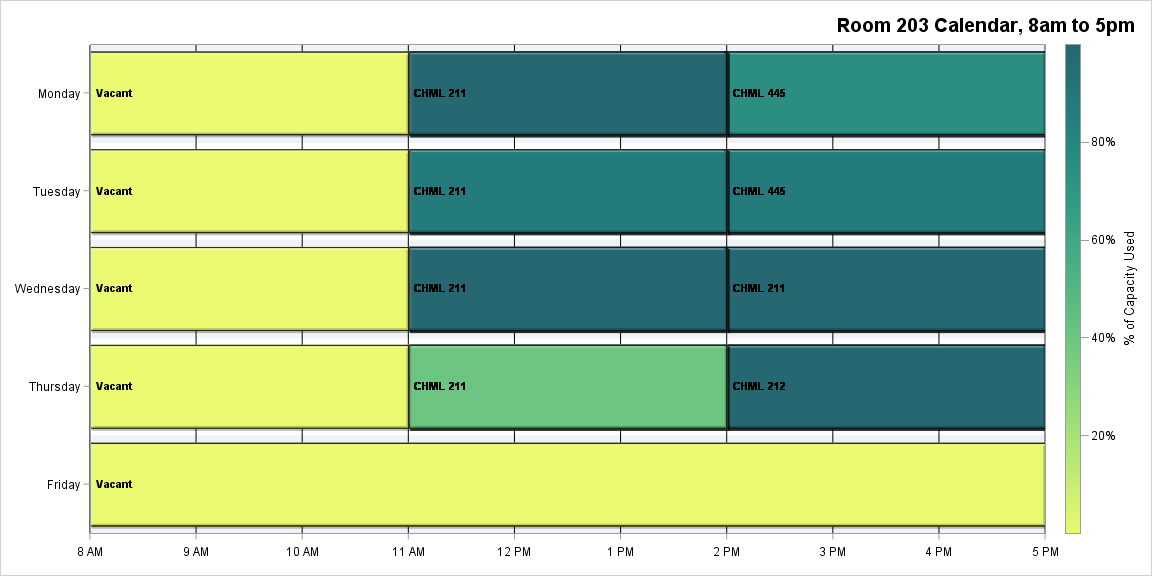 Room 203 Calendar, 8am to 5pm
Monday
Vacant
CHML 211
CHML 445
Tuesday
Vacant
CHML 211
CHML 445
Wednesday
Vacant
CHML 211
CHML 211
Thursday
Vacant
CHML 211
CHML 212
Friday
Vacant
8 AM 9 AM 10 AM 11 AM 12 PM 1 PM 2 PM 3 PM 4 PM 5 PM
80%
60%
40%
20%
% of Capacity Used